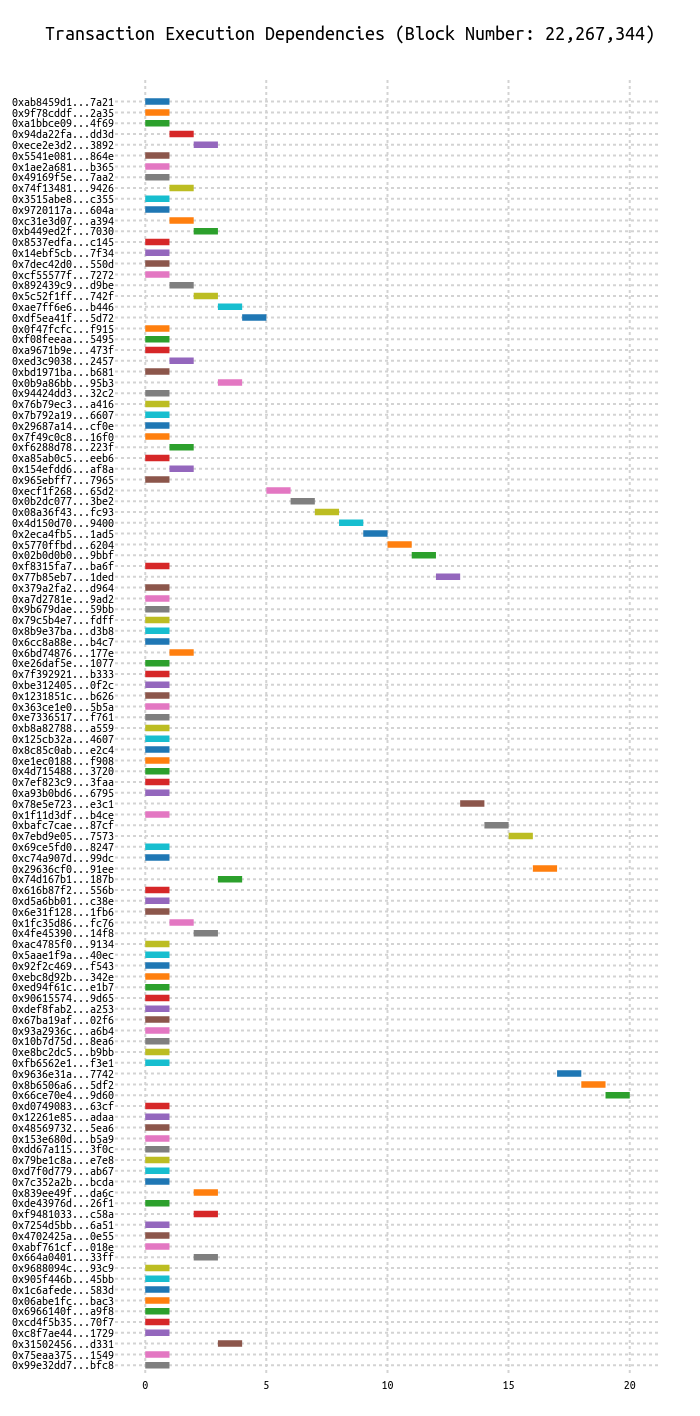 Transaction Execution Dependencies (Block Number: 22,267,344)
0xab8459d1...7a21
0x9f78cddf...2a35
0xa1bbce09...4f69
0x94da22fa...dd3d
0xece2e3d2...3892
0x5541e081...864e
0x1ae2a681...b365
0x49169f5e...7aa2
0x74f13481...9426
0x3515abe8...c355
0x9720117a...604a
0xc31e3d07...a394
0xb449ed2f...7030
0x8537edfa...c145
0x14ebf5cb...7f34
0x7dec42d0...550d
0xcf55577f...7272
0x892439c9...d9be
0x5c52f1ff...742f
0xae7ff6e6...b446
0xdf5ea41f...5d72
0x0f47fcfc...f915
0xf08feeaa...5495
0xa9671b9e...473f
0xed3c9038...2457
0xbd1971ba...b681
0x0b9a86bb...95b3
0x94424dd3...32c2
0x76b79ec3...a416
0x7b792a19...6607
0x29687a14...cf0e
0x7f49c0c8...16f0
0xf6288d78...223f
0xa85ab0c5...eeb6
0x154efdd6...af8a
0x965ebff7...7965
0xecf1f268...65d2
0x0b2dc077...3be2
0x08a36f43...fc93
0x4d150d70...9400
0x2eca4fb5...1ad5
0x5770ffbd...6204
0x02b0d0b0...9bbf
0xf8315fa7...ba6f
0x77b85eb7...1ded
0x379a2fa2...d964
0xa7d2781e...9ad2
0x9b679dae...59bb
0x79c5b4e7...fdff
0x8b9e37ba...d3b8
0x6cc8a88e...b4c7
0x6bd74876...177e
0xe26daf5e...1077
0x7f392921...b333
0xbe312405...0f2c
0x1231851c...b626
0x363ce1e0...5b5a
0xe7336517...f761
0xb8a82788...a559
0x125cb32a...4607
0x8c85c0ab...e2c4
0xe1ec0188...f908
0x4d715488...3720
0x7ef823c9...3faa
0xa93b0bd6...6795
0x78e5e723...e3c1
0x1f11d3df...b4ce
0xbafc7cae...87cf
0x7ebd9e05...7573
0x69ce5fd0...8247
0xc74a907d...99dc
0x29636cf0...91ee
0x74d167b1...187b
0x616b87f2...556b
0xd5a6bb01...c38e
0x6e31f128...1fb6
0x1fc35d86...fc76
0x4fe45390...14f8
0xac4785f0...9134
0x5aae1f9a...40ec
0x92f2c469...f543
0xebc8d92b...342e
0xed94f61c...e1b7
0x90615574...9d65
0xdef8fab2...a253
0x67ba19af...02f6
0x93a2936c...a6b4
0x10b7d75d...8ea6
0xe8bc2dc5...b9bb
0xfb6562e1...f3e1
0x9636e31a...7742
0x8b6506a6...5df2
0x66ce70e4...9d60
0xd0749083...63cf
0x12261e85...adaa
0x48569732...5ea6
0x153e680d...b5a9
0xdd67a115...3f0c
0x79be1c8a...e7e8
0xd7f0d779...ab67
0x7c352a2b...bcda
0x839ee49f...da6c
0xde43976d...26f1
0xf9481033...c58a
0x7254d5bb...6a51
0x4702425a...0e55
0xabf761cf...018e
0x664a0401...33ff
0x9688094c...93c9
0x905f446b...45bb
0x1c6afede...583d
0x06abe1fc...bac3
0x6966140f...a9f8
0xcd4f5b35...70f7
0xc8f7ae44...1729
0x31502456...d331
0x75eaa375...1549
0x99e32dd7...bfc8
0 5 10 15 20